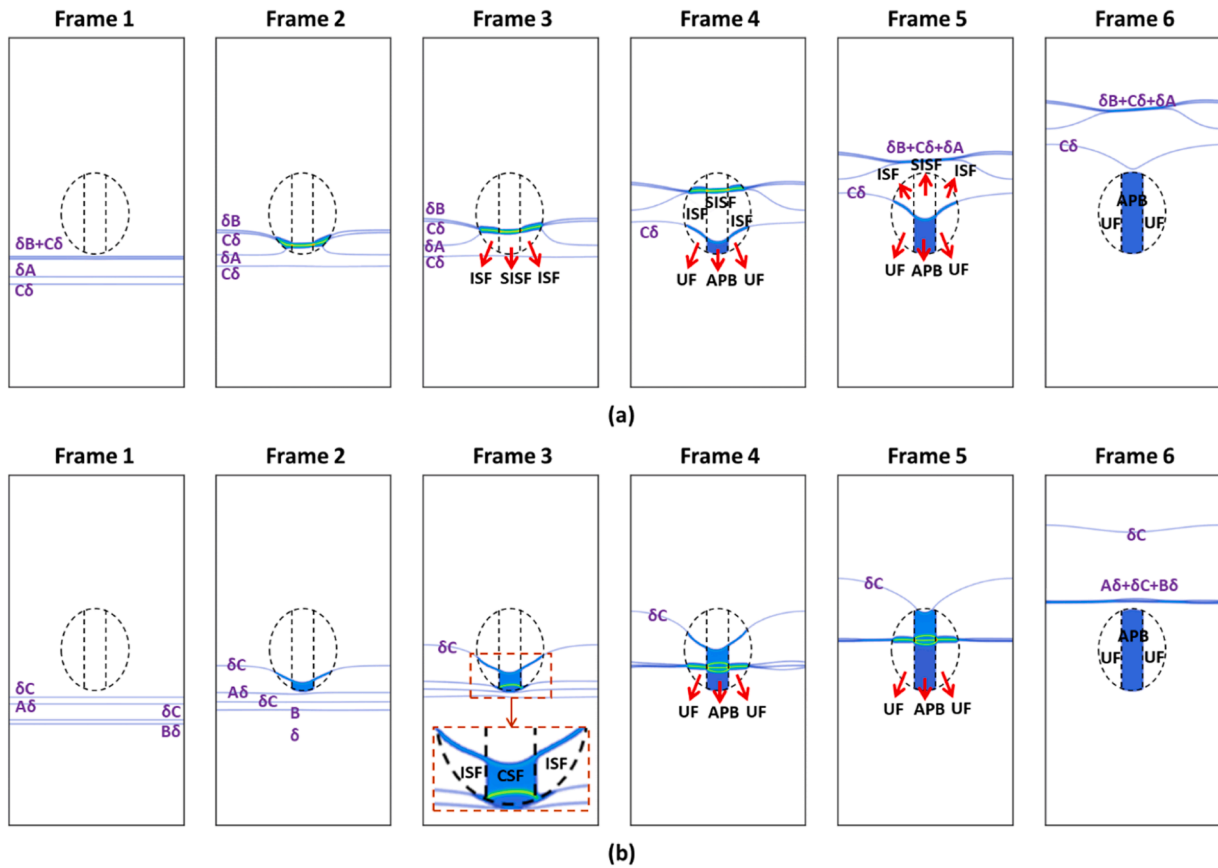 Frame 1 Frame 2 Frame 3 Frame 4 Frame 5 Frame 6
δB+Cδ
δA
Cδ
δB
Cδ
δA
Cδ
δB
Cδ
δA
Cδ
ISF SISF ISF
Cδ
SISF
ISF ISF
UF APB UF
δB+Cδ+δA
SISF
ISF ISF
Cδ
UF APB UF
δB+Cδ+δA
Cδ
APB
UF UF
(a)
Frame 1 Frame 2 Frame 3 Frame 4 Frame 5 Frame 6
δC
Aδ
δC
Bδ
δC
Aδ
δC
B
δ
δC
ISF CSF ISF
δC
UF APB UF
δC
UF APB UF
δC
Aδ+δC+Bδ
APB
UF UF
(b)